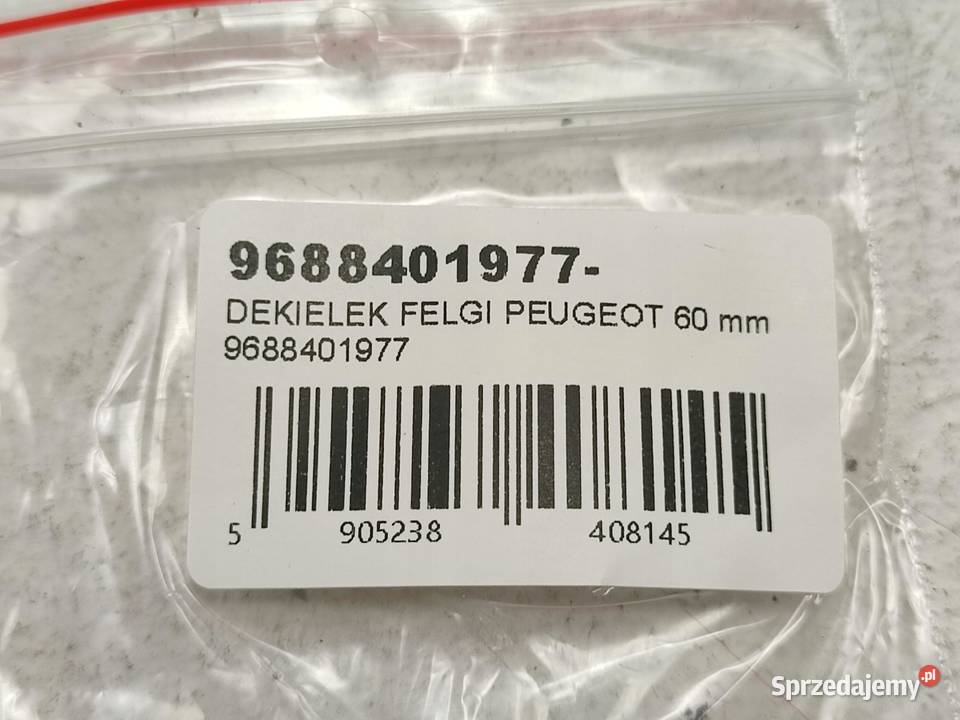 9688401977-
DEKIELEK FELGI PEUGEOT 60 mm
9688401977
5 905238 408145
Sprzedajemy.pl